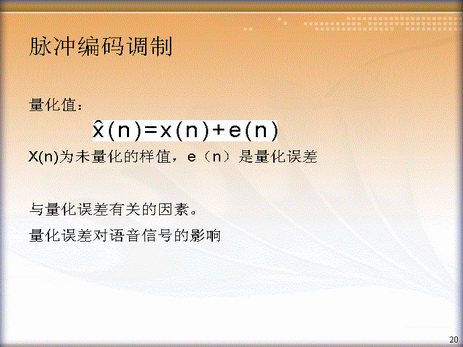 脉冲编码调制
量化值：
x̂(n)=x(n)+e(n)
X(n)为未量化的样值，e（n）是量化误差
与量化误差有关的因素。
量化误差对语音信号的影响
20